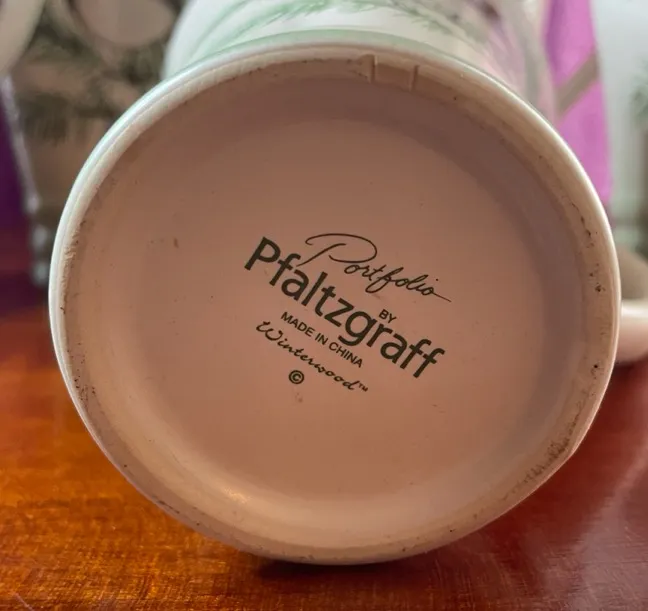 Portfolio
BY
Pfaltzgraff
MADE IN CHINA
Winterwood™
©